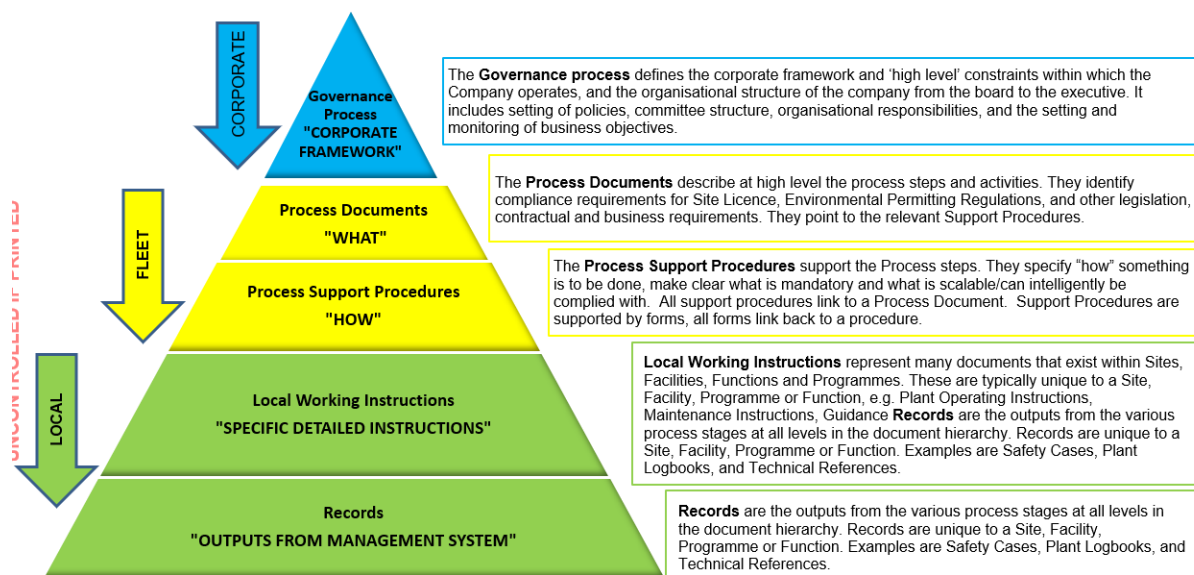 CORPORATE
Governance
Process
"CORPORATE
FRAMEWORK"
The Governance process defines the corporate framework and ‘high level’ constraints within which the
Company operates, and the organisational structure of the company from the board to the executive. It
includes setting of policies, committee structure, organisational responsibilities, and the setting and
monitoring of business objectives.
FLEET
Process Documents
"WHAT"
The Process Documents describe at high level the process steps and activities. They identify
compliance requirements for Site Licence, Environmental Permitting Regulations, and other legislation,
contractual and business requirements. They point to the relevant Support Procedures.
Process Support Procedures
"HOW"
The Process Support Procedures support the Process steps. They specify “how” something
is to be done, make clear what is mandatory and what is scalable/can intelligently be
complied with.  All support procedures link to a Process Document.  Support Procedures are
supported by forms, all forms link back to a procedure.
LOCAL
Local Working Instructions
"SPECIFIC DETAILED INSTRUCTIONS"
Local Working Instructions represent many documents that exist within Sites,
Facilities, Functions and Programmes. These are typically unique to a Site,
Facility, Programme or Function, e.g. Plant Operating Instructions,
Maintenance Instructions, Guidance Records are the outputs from the various
process stages at all levels in the document hierarchy. Records are unique to a
Site, Facility, Programme or Function. Examples are Safety Cases, Plant
Logbooks, and Technical References.
Records
"OUTPUTS FROM MANAGEMENT SYSTEM"
Records are the outputs from the various process stages at all levels in
the document hierarchy. Records are unique to a Site, Facility,
Programme or Function. Examples are Safety Cases, Plant Logbooks, and
Technical References.
UNCONTROLLED IF PRINTED